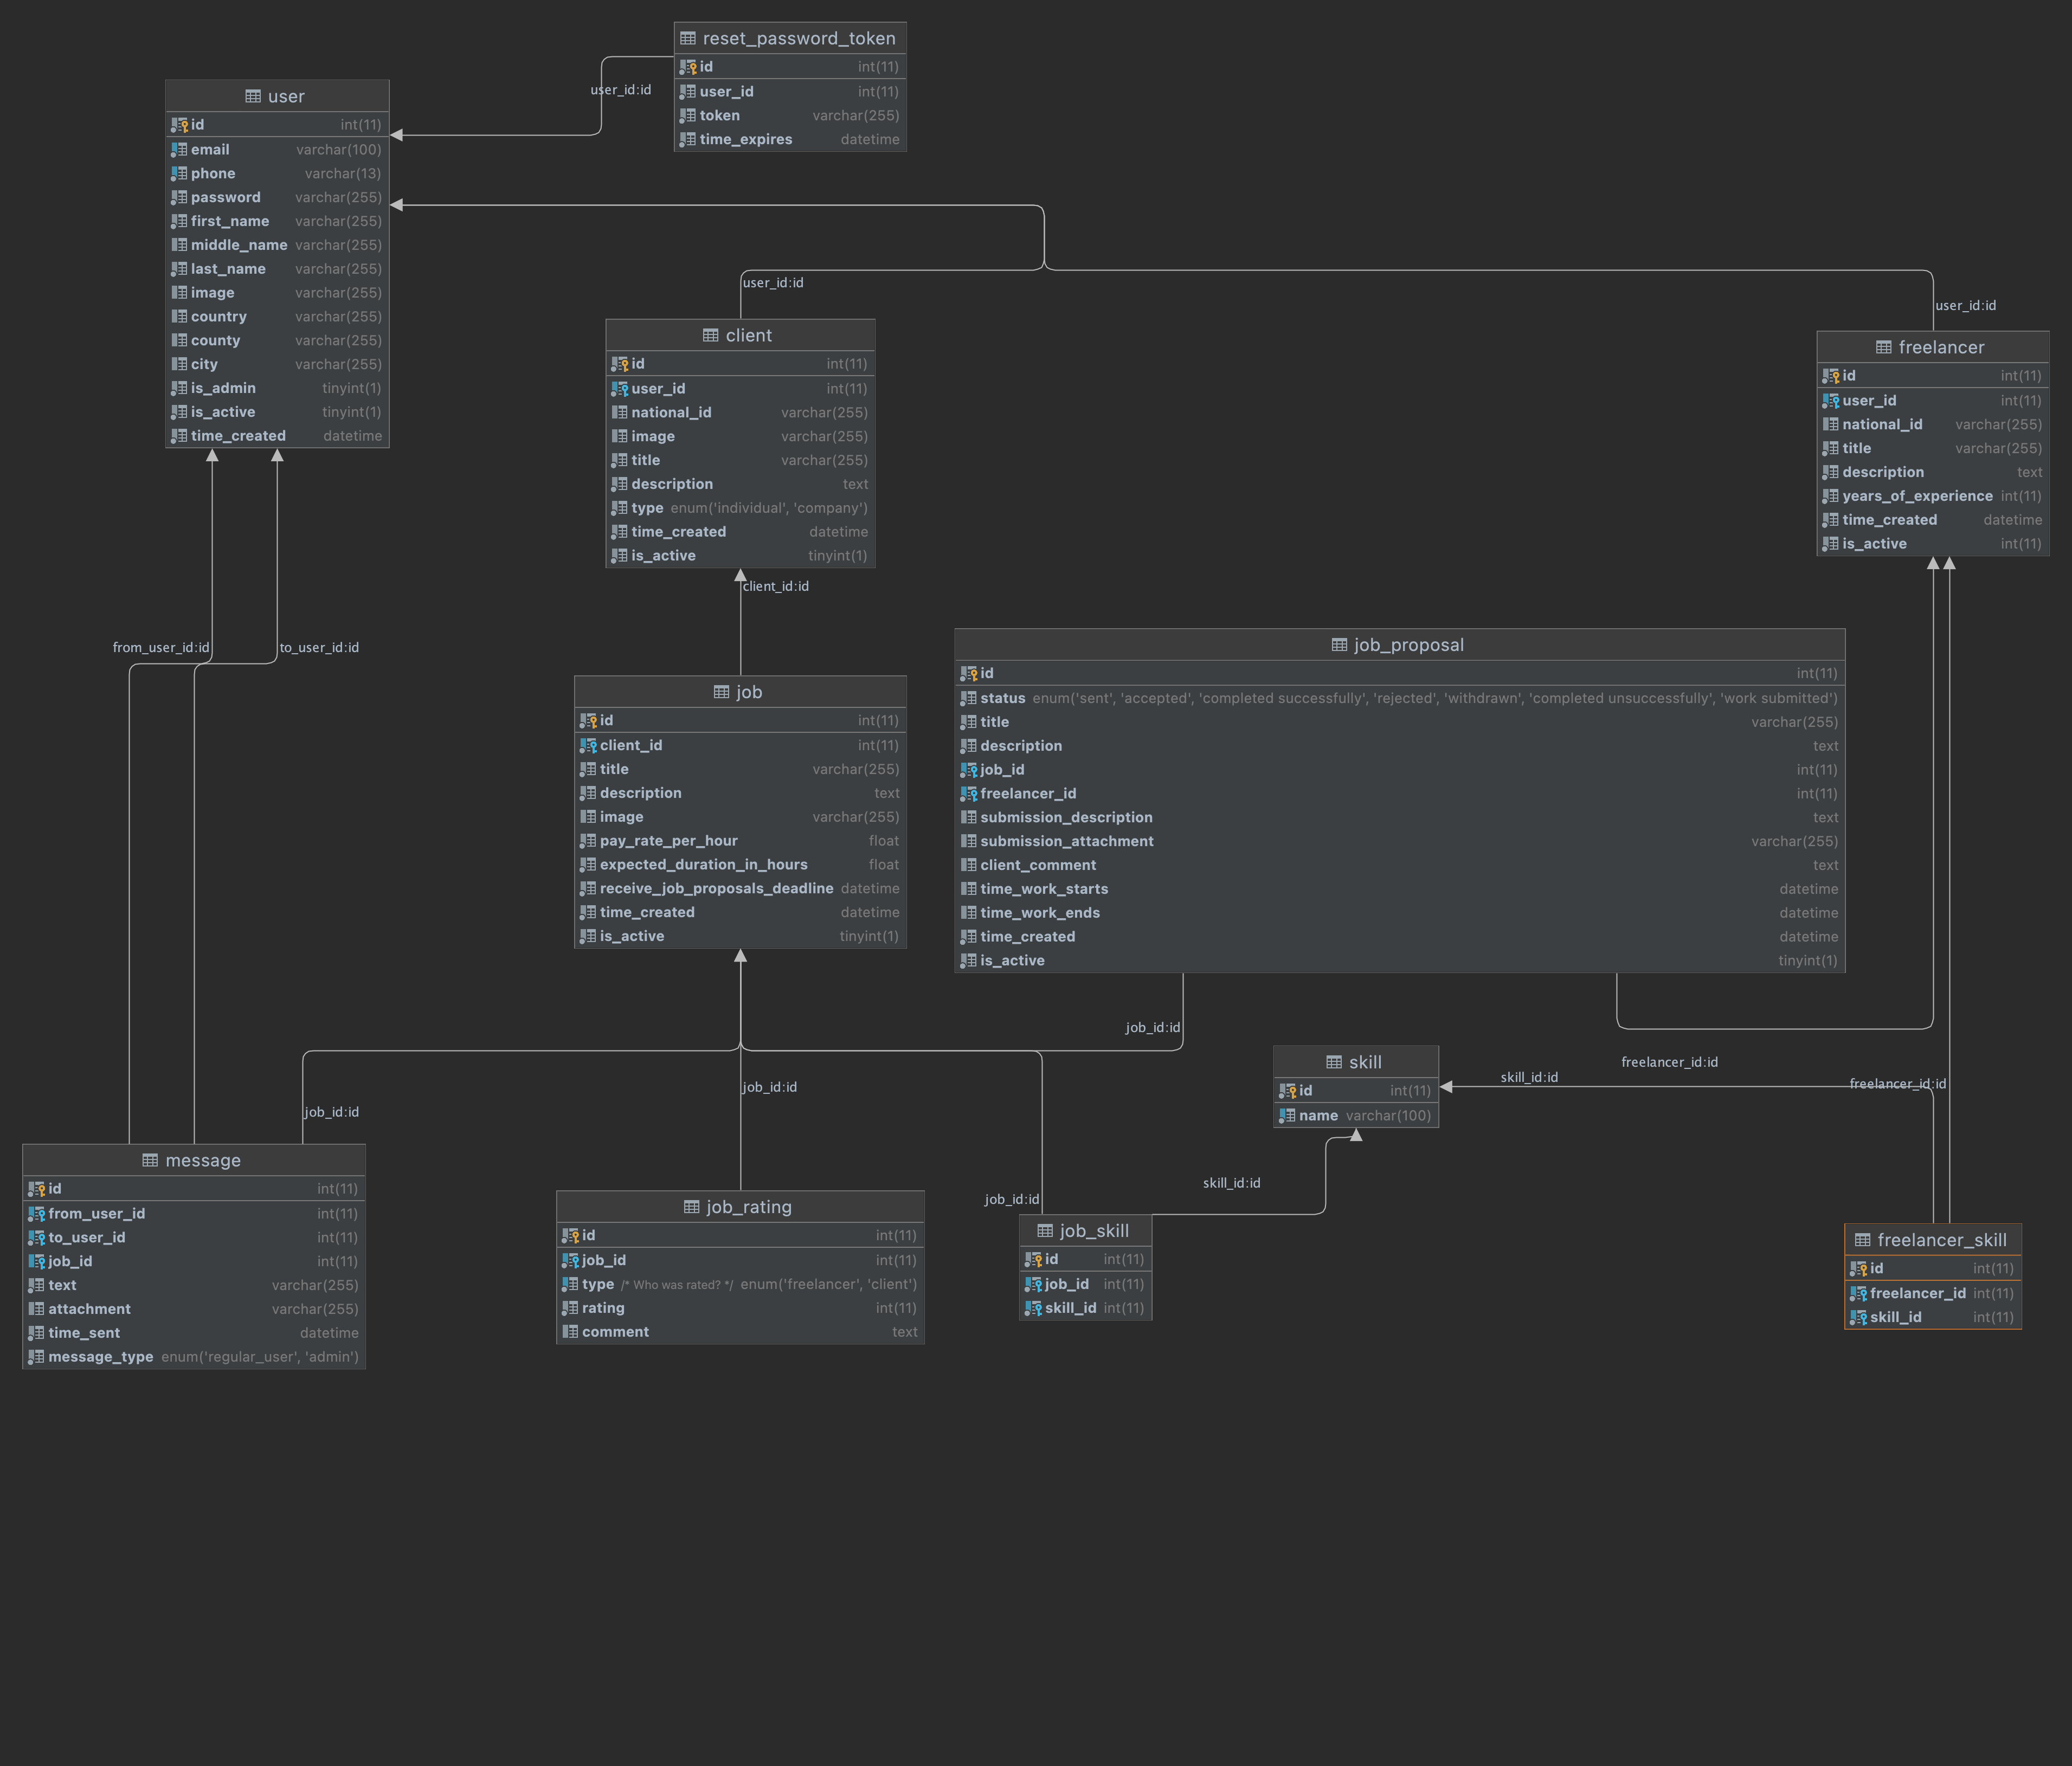 reset_password_token
id int(11)
user_id int(11)
token varchar(255)
time_expires datetime
user_id:id
user
id int(11)
email varchar(100)
phone varchar(13)
password varchar(255)
first_name varchar(255)
middle_name varchar(255)
last_name varchar(255)
image varchar(255)
country varchar(255)
county varchar(255)
city varchar(255)
is_admin tinyint(1)
is_active tinyint(1)
time_created datetime
user_id:id
user_id:id
client
id int(11)
user_id int(11)
national_id varchar(255)
image varchar(255)
title varchar(255)
description text
type enum('individual', 'company')
time_created datetime
is_active tinyint(1)
freelancer
id int(11)
user_id int(11)
national_id varchar(255)
title varchar(255)
description text
years_of_experience int(11)
time_created datetime
is_active int(11)
client_id:id
from_user_id:id
to_user_id:id
job
id int(11)
client_id int(11)
title varchar(255)
description text
image varchar(255)
pay_rate_per_hour float
expected_duration_in_hours float
receive_job_proposals_deadline datetime
time_created datetime
is_active tinyint(1)
job_proposal
id int(11)
status enum('sent', 'accepted', 'completed successfully', 'rejected', 'withdrawn', 'completed unsuccessfully', 'work submitted')
title varchar(255)
description text
job_id int(11)
freelancer_id int(11)
submission_description text
submission_attachment varchar(255)
client_comment text
time_work_starts datetime
time_work_ends datetime
time_created datetime
is_active tinyint(1)
job_id:id
job_id:id
job_id:id
freelancer_id:id
skill_id:id
freelancer_id:id
skill
id int(11)
name varchar(100)
skill_id:id
job_id:id
message
id int(11)
from_user_id int(11)
to_user_id int(11)
job_id int(11)
text varchar(255)
attachment varchar(255)
time_sent datetime
message_type enum('regular_user', 'admin')
job_rating
id int(11)
job_id int(11)
type /* Who was rated? */ enum('freelancer', 'client')
rating int(11)
comment text
job_skill
id int(11)
job_id int(11)
skill_id int(11)
freelancer_skill
id int(11)
freelancer_id int(11)
skill_id int(11)